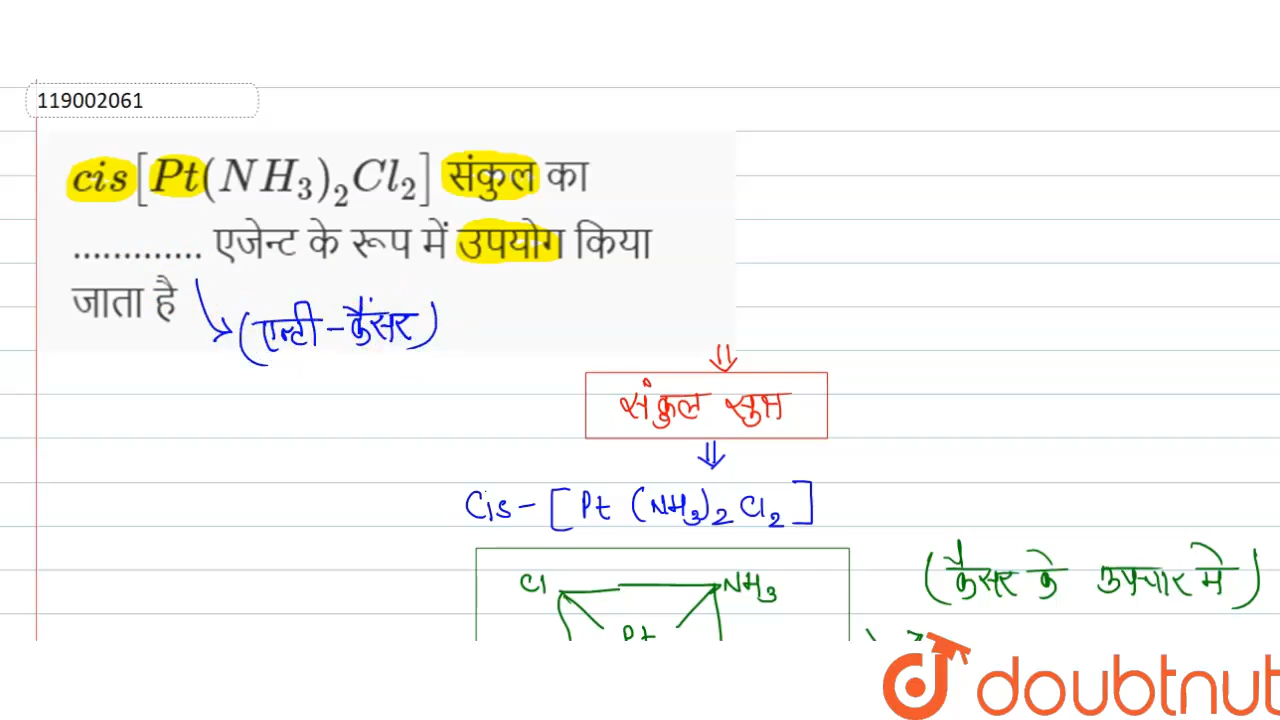 119002061
cis[Pt(NH₃)₂Cl₂] संकुल का
............. एजेन्ट के रूप में उपयोग किया
जाता है
(एन्टी-कैंसर)
संकुल सूत्र
Cis-[Pt(NH₃)₂Cl₂]
Cl NH₃
Pt
(कैंसर के उपचार में)
doubtnut